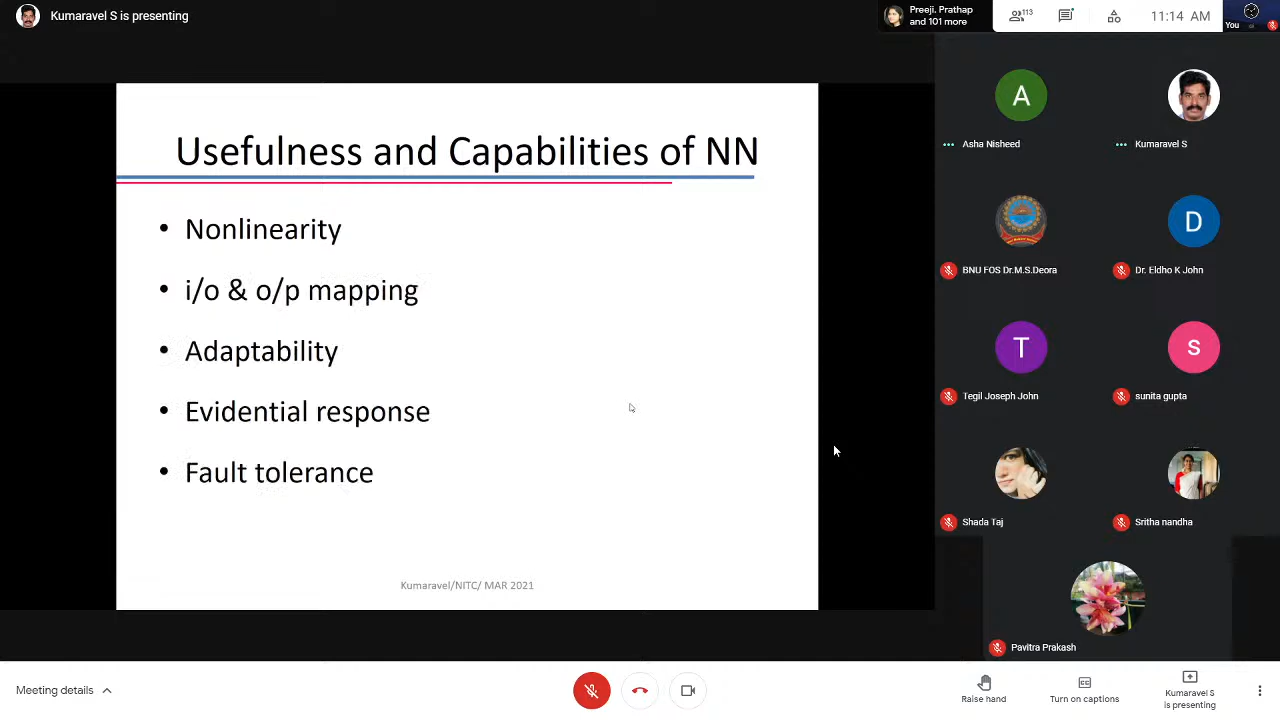 Kumaravel S is presenting
Preeji. Prathap
and 101 more
113
11:14 AM
You
Usefulness and Capabilities of NN
• Nonlinearity
• i/o & o/p mapping
• Adaptability
• Evidential response
• Fault tolerance
Kumaravel/NITC/ MAR 2021
A
Asha Nisheed
Kumaravel S
BNU FOS Dr.M.S.Deora
D
Dr. Eldho K John
T
Tegil Joseph John
S
sunita gupta
Shada Taj
Sritha nandha
Pavitra Prakash
Meeting details
Raise hand
CC
Turn on captions
Kumaravel S
is presenting